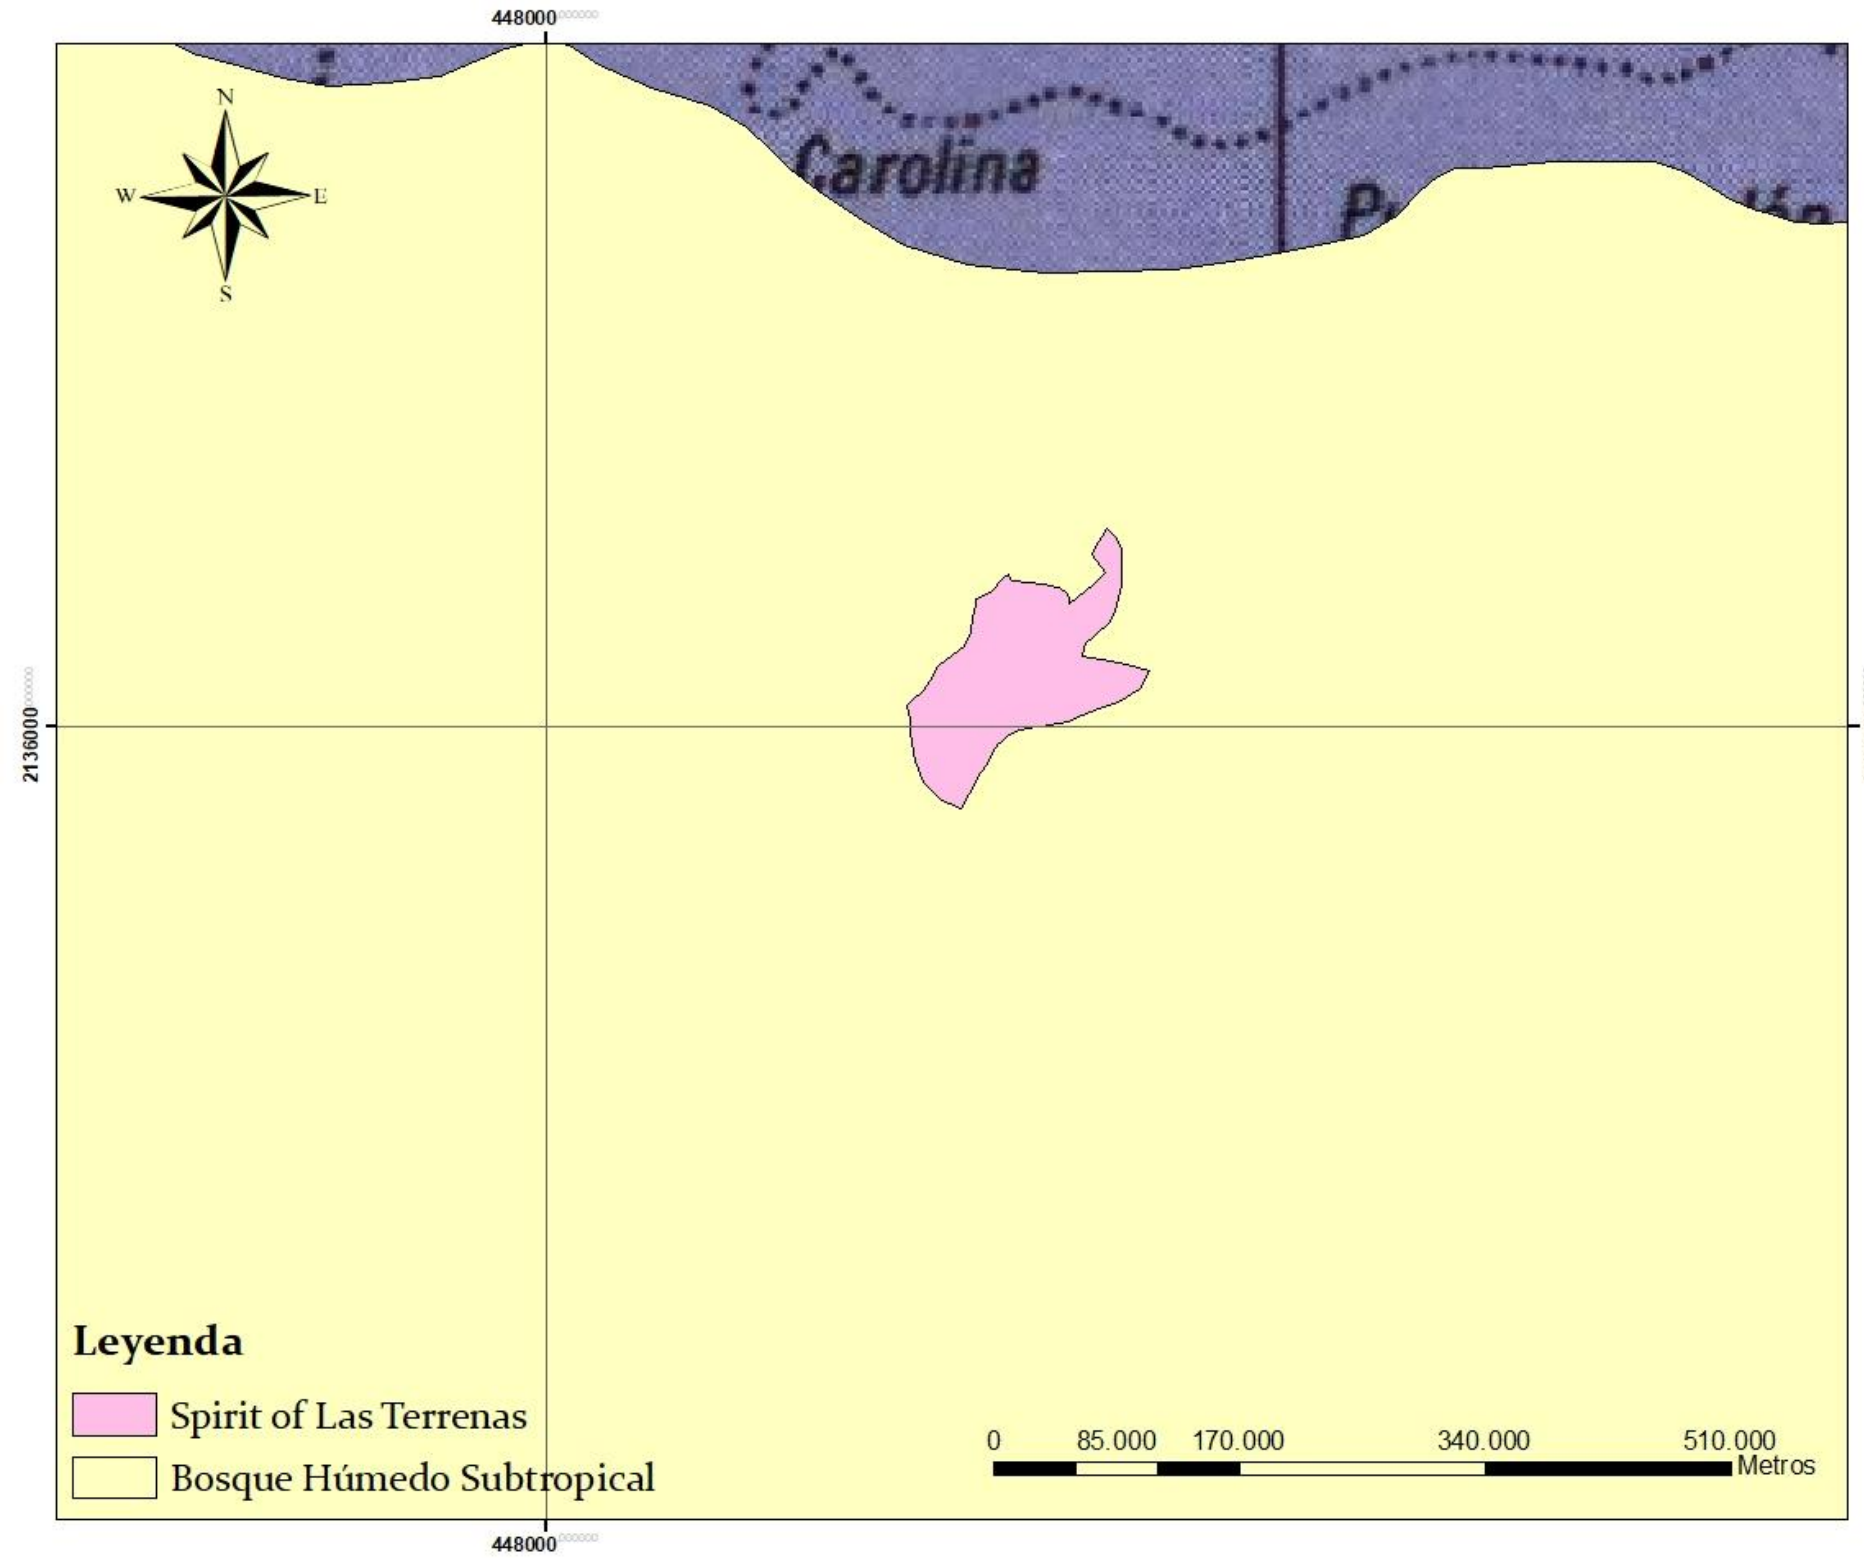 448000
N
W E
S
Carolina
2136000
Leyenda
Spirit of Las Terrenas
Bosque Húmedo Subtropical
0 85.000 170.000 340.000 510.000
Metros
448000